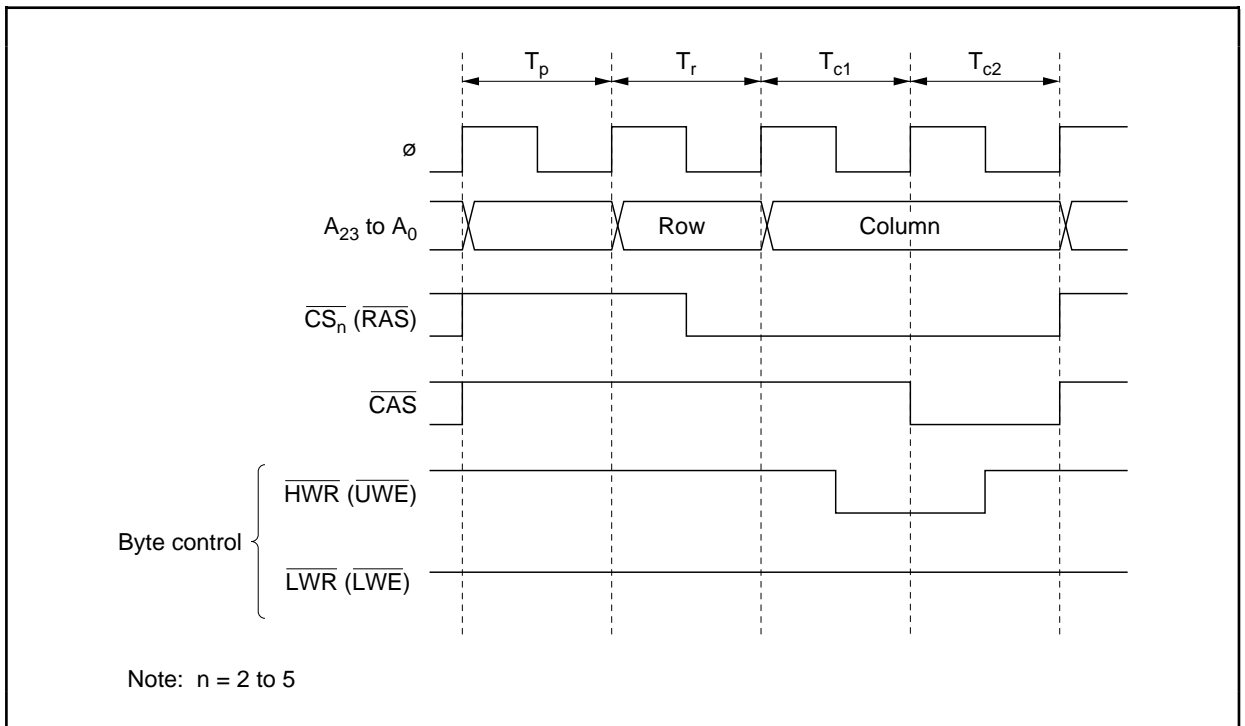 Tp Tr Tc1 Tc2
ø
A23 to A0 Row Column
CSn (RAS)
CAS
HWR (UWE)
Byte control
LWR (LWE)
Note: n = 2 to 5